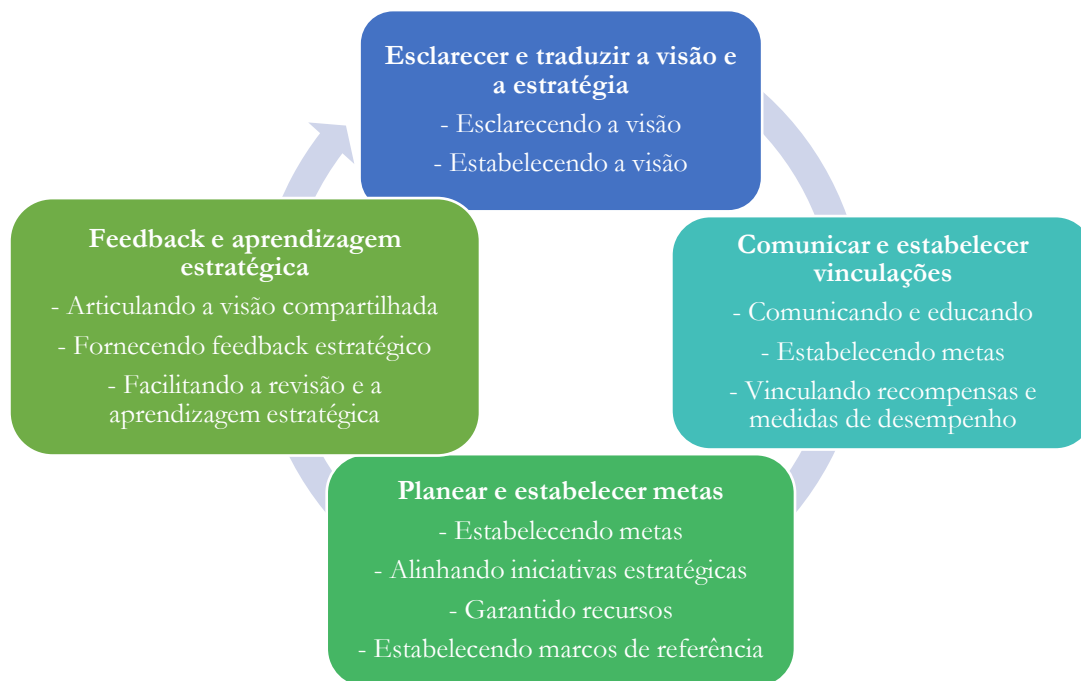 Esclarecer e traduzir a visão e
a estratégia
- Esclarecendo a visão
- Estabelecendo a visão
Comunicar e estabelecer
vinculações
- Comunicando e educando
- Estabelecendo metas
- Vinculando recompensas e
medidas de desempenho
Planear e estabelecer metas
- Estabelecendo metas
- Alinhando iniciativas estratégicas
- Garantido recursos
- Estabelecendo marcos de referência
Feedback e aprendizagem
estratégica
- Articulando a visão compartilhada
- Fornecendo feedback estratégico
- Facilitando a revisão e a
aprendizagem estratégica